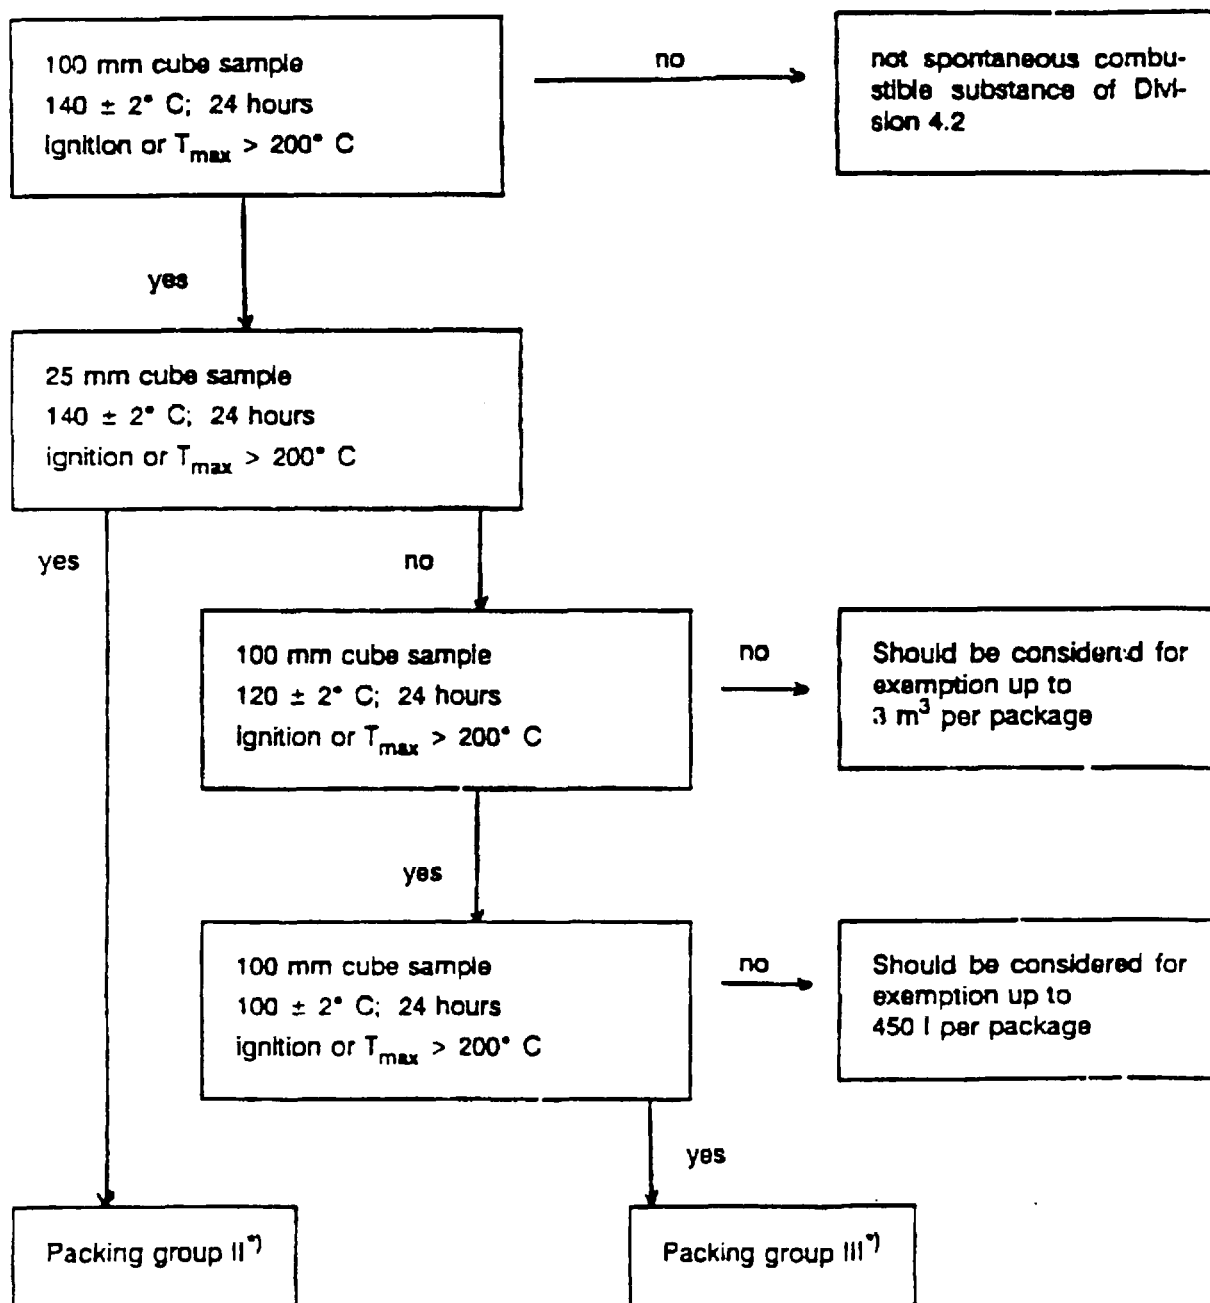 100 mm cube sample
140 ± 2° C; 24 hours
ignition or Tmax > 200° C
no
not spontaneous combu-
stible substance of Divi-
sion 4.2
yes
25 mm cube sample
140 ± 2° C; 24 hours
ignition or Tmax > 200° C
yes
no
100 mm cube sample
120 ± 2° C; 24 hours
ignition or Tmax > 200° C
no
Should be considered for
exemption up to
3 m³ per package
yes
100 mm cube sample
100 ± 2° C; 24 hours
ignition or Tmax > 200° C
no
Should be considered for
exemption up to
450 l per package
yes
Packing group II*)
Packing group III*)